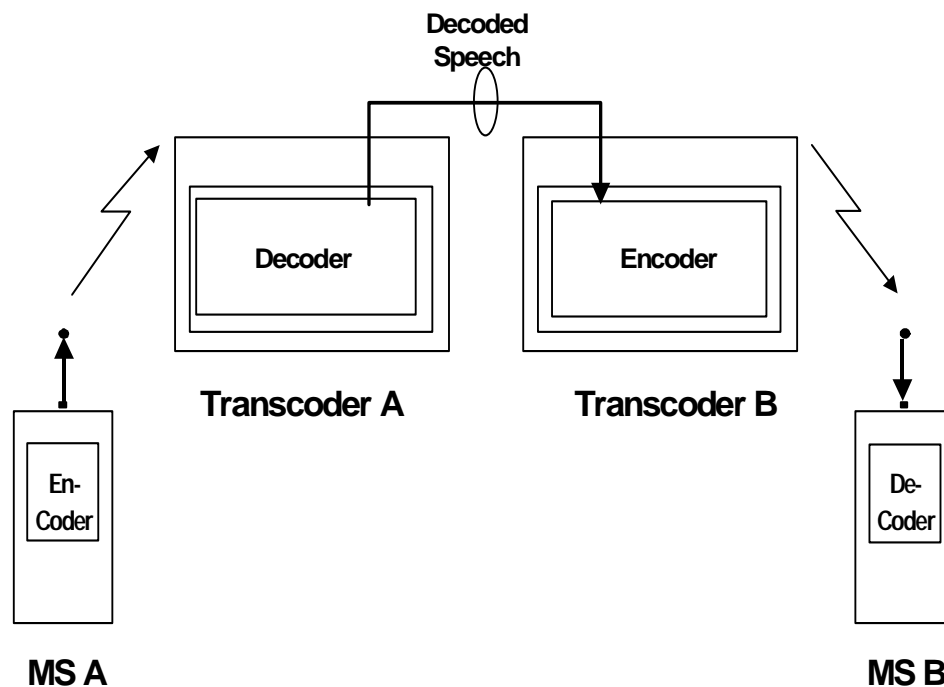 Decoded
Speech
Decoder
Encoder
Transcoder A
Transcoder B
En-
Coder
De-
Coder
MS A
MS B